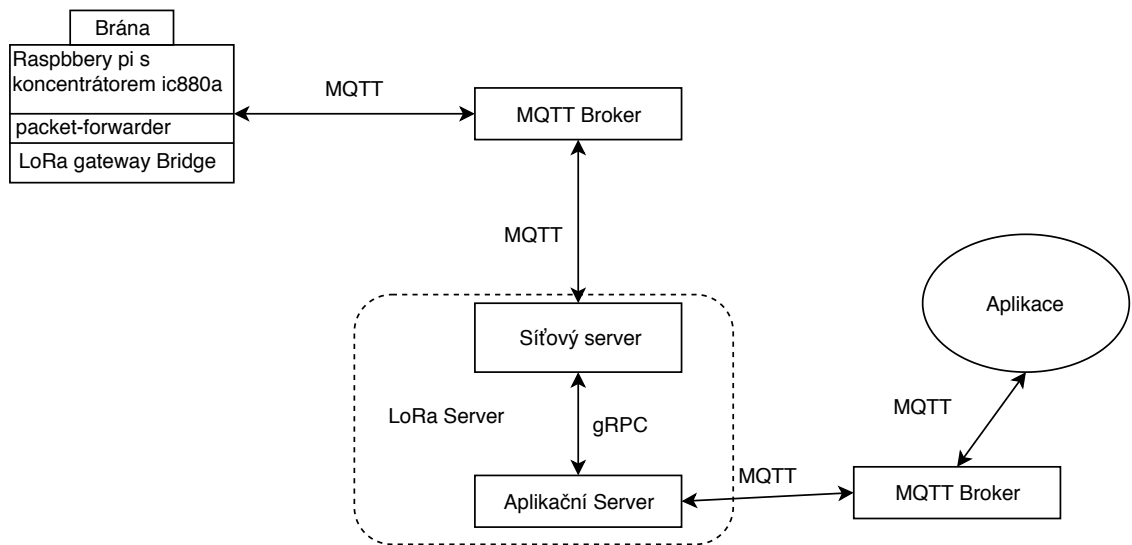 Brána
Raspbbery pi s
koncentrátorem ic880a
packet-forwarder
LoRa gateway Bridge
MQTT
MQTT Broker
MQTT
Síťový server
LoRa Server
gRPC
Aplikační Server
MQTT
MQTT Broker
MQTT
Aplikace